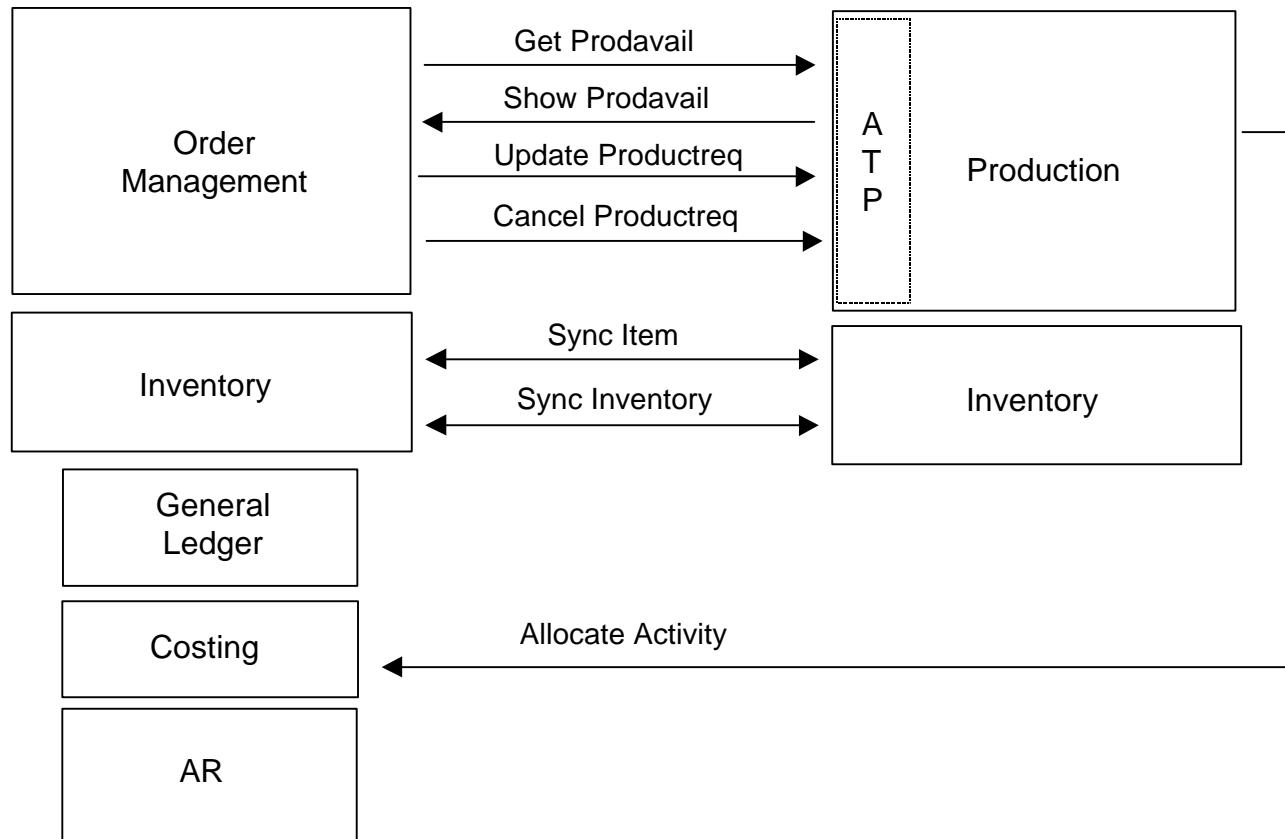 Get Prodavail
Show Prodavail
Order
Management
Update Productreq
Cancel Productreq
A
T
P
Production
Sync Item
Inventory
Sync Inventory
Inventory
General
Ledger
Costing
Allocate Activity
AR